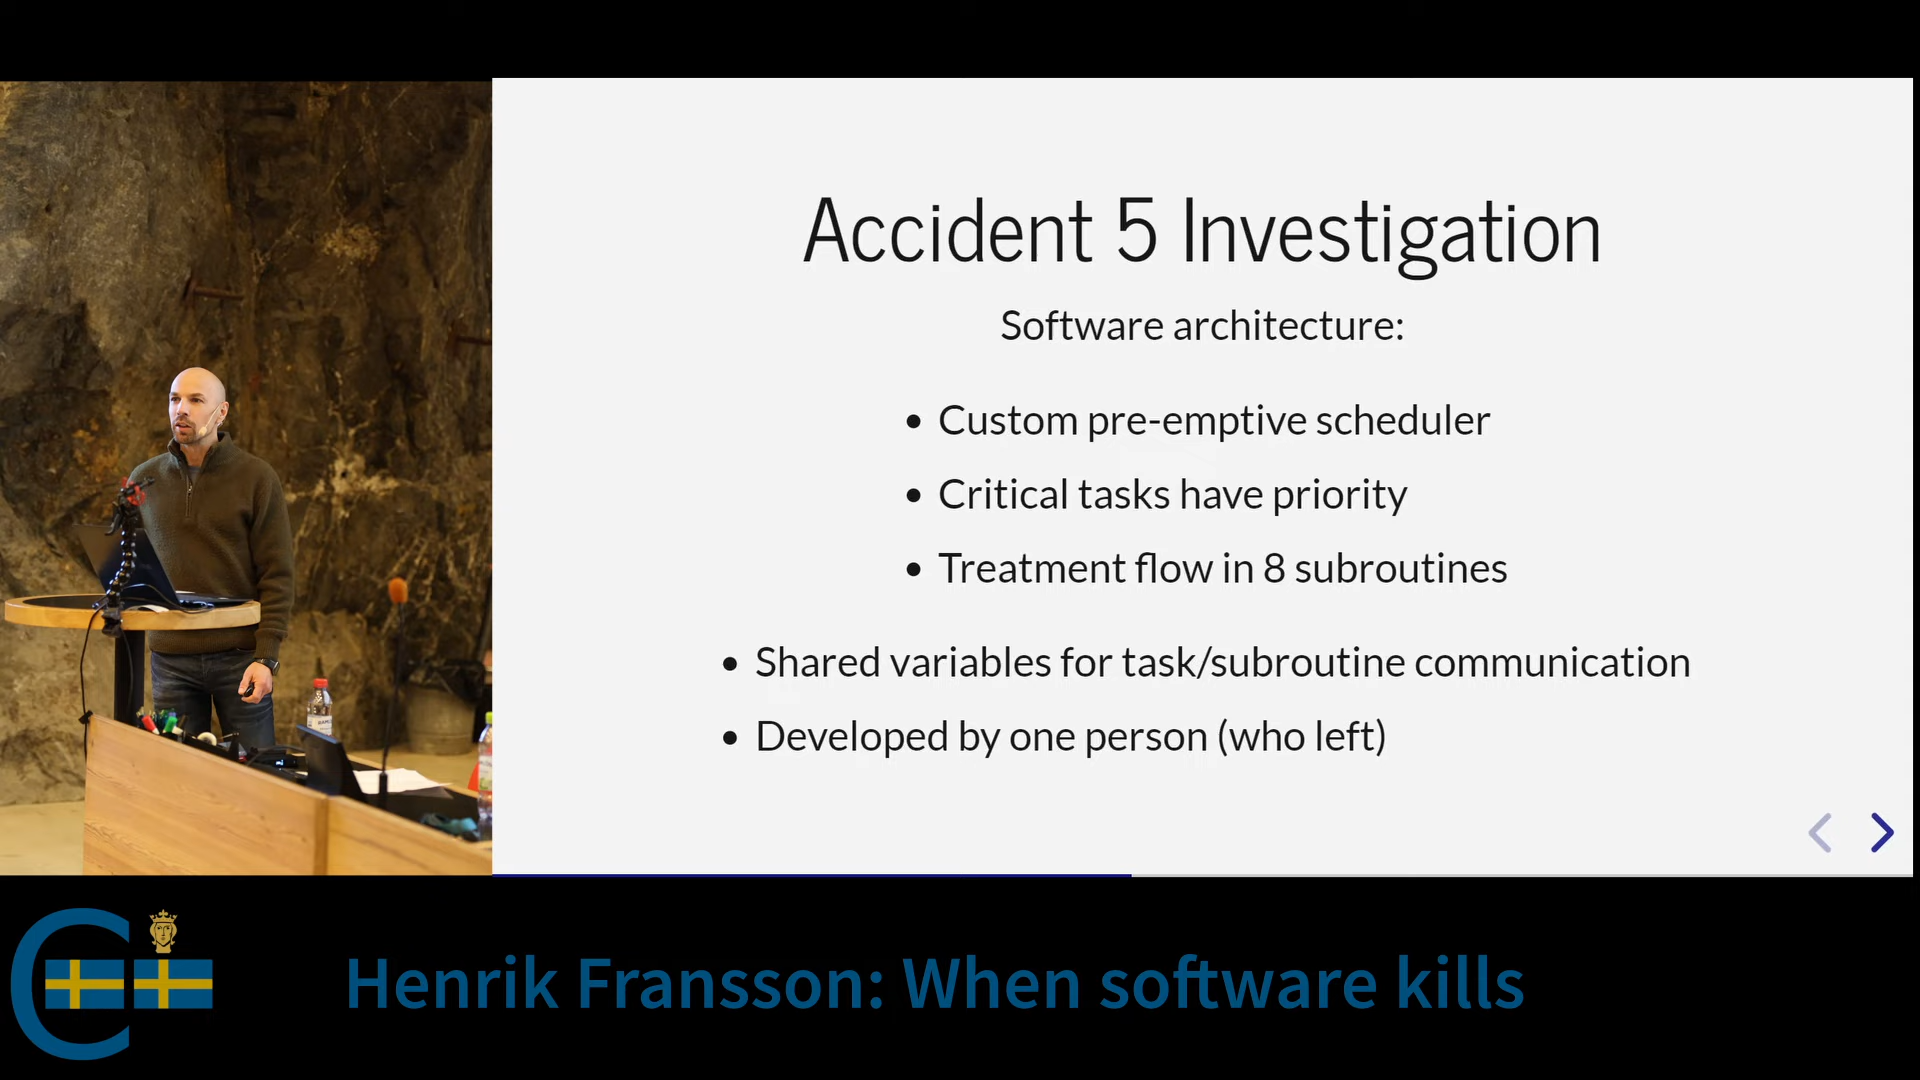 Accident 5 Investigation
Software architecture:
• Custom pre-emptive scheduler
• Critical tasks have priority
• Treatment flow in 8 subroutines
• Shared variables for task/subroutine communication
• Developed by one person (who left)
Henrik Fransson: When software kills